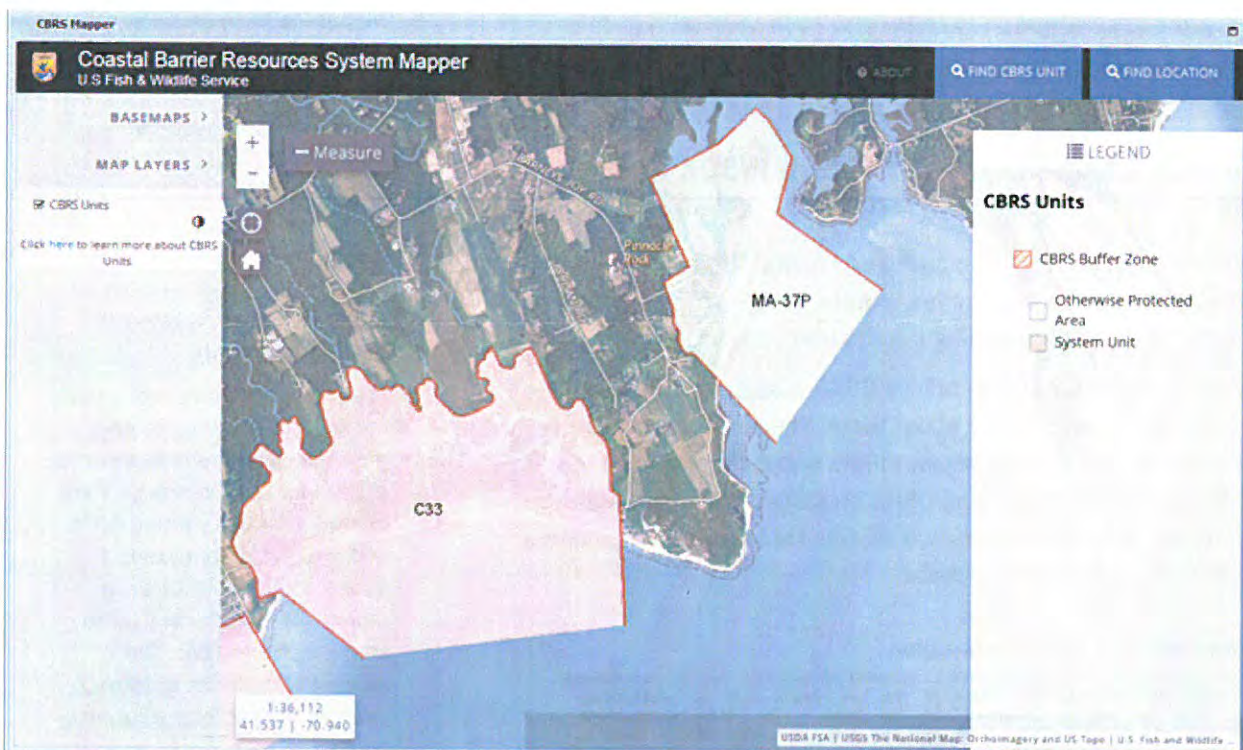 CBRS Mapper
Coastal Barrier Resources System Mapper
U.S Fish & Wildlife Service
ABOUT
FIND CBRS UNIT
FIND LOCATION
BASEMAPS >
MAP LAYERS >
CBRS Units
Click here to learn more about CBRS
Units
+
− Measure
−
Rock
MA-37P
C33
LEGEND
CBRS Units
CBRS Buffer Zone
Otherwise Protected
Area
System Unit
1:36,112
41.537 | -70.940
USDA FSA | USGS The National Map: Orthoimagery and US Topo | U.S. Fish and Wildlife ...